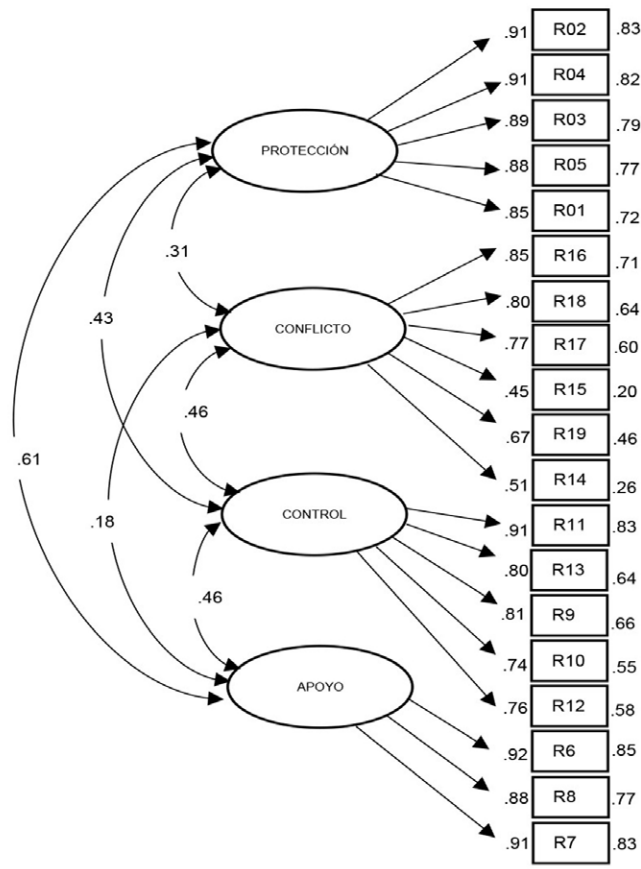 .91 R02 .83
.91 R04 .82
.89 R03 .79
PROTECCIÓN
.88 R05 .77
.85 R01 .72
.31
.85 R16 .71
.80 R18 .64
.43
CONFLICTO
.77 R17 .60
.45 R15 .20
.46
.67 R19 .46
.61
.51 R14 .26
CONTROL
.91 R11 .83
.18
.80 R13 .64
.46
.81 R9 .66
.74 R10 .55
APOYO
.76 R12 .58
.92 R6 .85
.88 R8 .77
.91 R7 .83